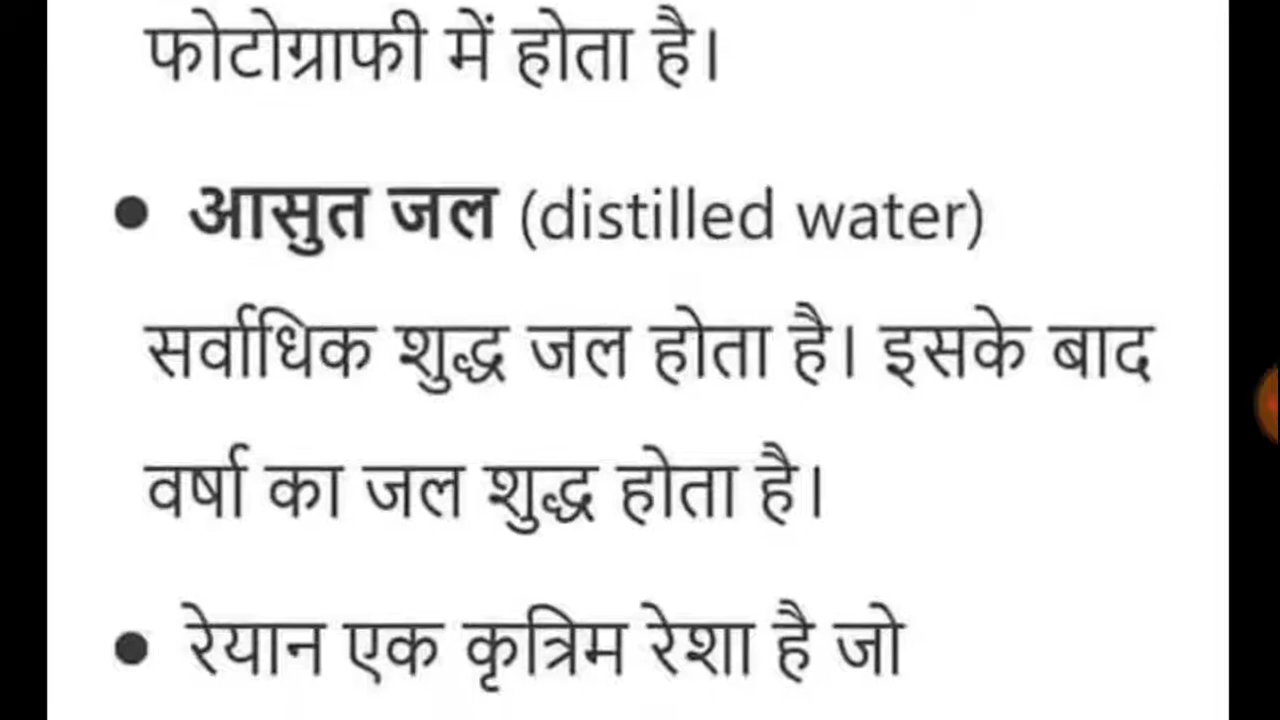 फोटोग्राफी में होता है।
● आसुत जल (distilled water)
सर्वाधिक शुद्ध जल होता है। इसके बाद
वर्षा का जल शुद्ध होता है।
● रेयान एक कृत्रिम रेशा है जो